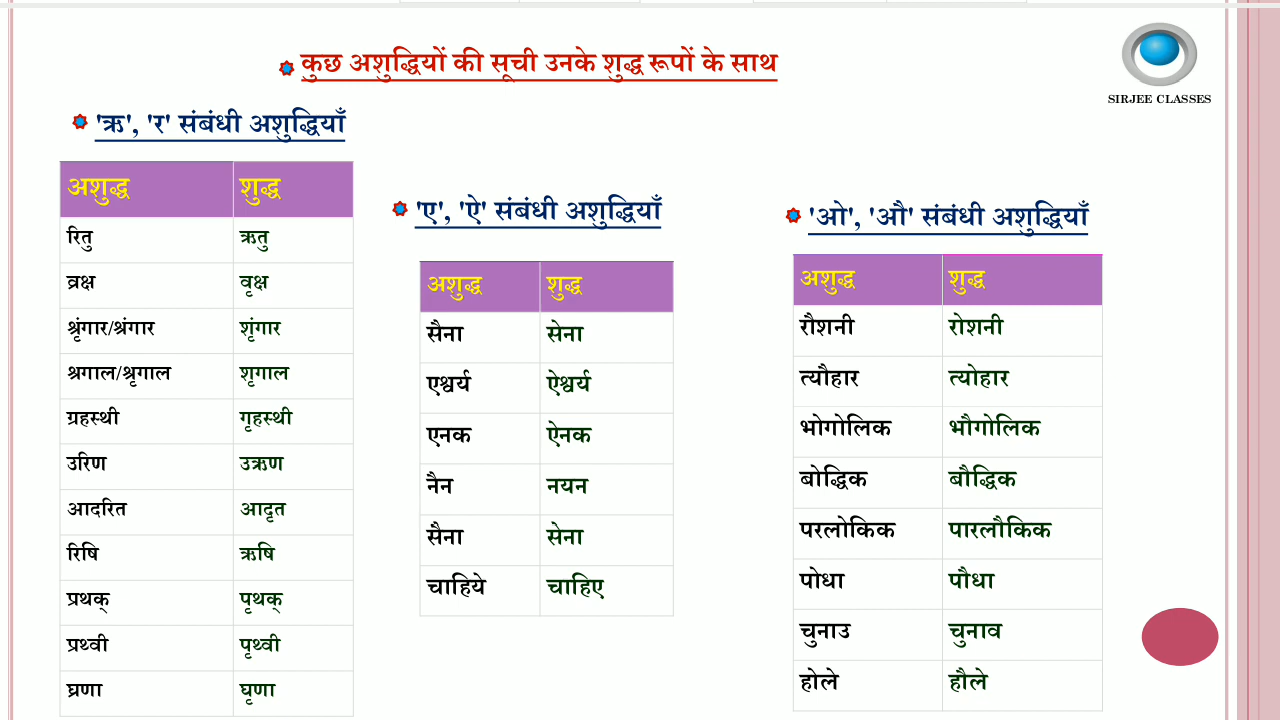 कुछ अशुद्धियों की सूची उनके शुद्ध रूपों के साथ
SIRJEE CLASSES
'ऋ', 'र' संबंधी अशुद्धियाँ
अशुद्ध शुद्ध
रितु ऋतु
व्रक्ष वृक्ष
श्रृंगार/श्रंगार शृंगार
श्रगाल/श्रृगाल शृगाल
ग्रहस्थी गृहस्थी
उरिण उऋण
आदरित आदृत
रिषि ऋषि
प्रथक् पृथक्
प्रथ्वी पृथ्वी
घ्रणा घृणा
'ए', 'ऐ' संबंधी अशुद्धियाँ
अशुद्ध शुद्ध
सैना सेना
एश्वर्य ऐश्वर्य
एनक ऐनक
नैन नयन
सैना सेना
चाहिये चाहिए
'ओ', 'औ' संबंधी अशुद्धियाँ
अशुद्ध शुद्ध
रौशनी रोशनी
त्यौहार त्योहार
भोगोलिक भौगोलिक
बोद्धिक बौद्धिक
परलोकिक पारलौकिक
पोधा पौधा
चुनाउ चुनाव
होले हौले